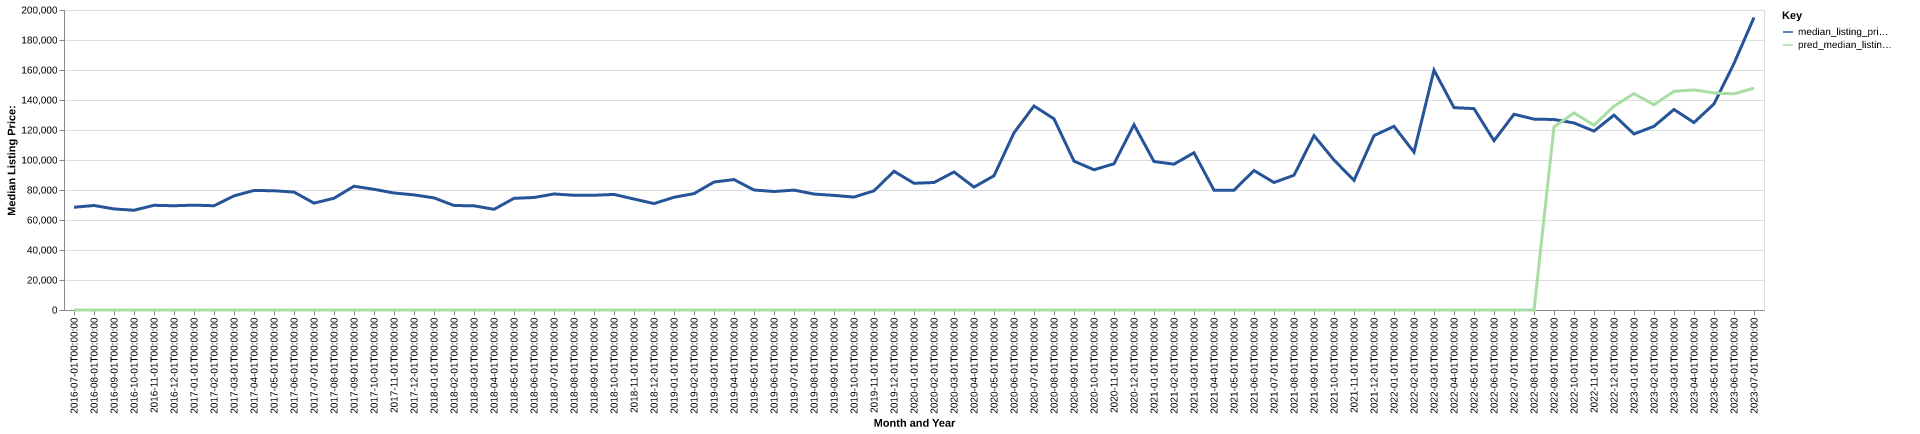 200,000
180,000
160,000
140,000
120,000
100,000
80,000
60,000
40,000
20,000
0
Median Listing Price:
2016-07-01T00:00:00
2016-08-01T00:00:00
2016-09-01T00:00:00
2016-10-01T00:00:00
2016-11-01T00:00:00
2016-12-01T00:00:00
2017-01-01T00:00:00
2017-02-01T00:00:00
2017-03-01T00:00:00
2017-04-01T00:00:00
2017-05-01T00:00:00
2017-06-01T00:00:00
2017-07-01T00:00:00
2017-08-01T00:00:00
2017-09-01T00:00:00
2017-10-01T00:00:00
2017-11-01T00:00:00
2017-12-01T00:00:00
2018-01-01T00:00:00
2018-02-01T00:00:00
2018-03-01T00:00:00
2018-04-01T00:00:00
2018-05-01T00:00:00
2018-06-01T00:00:00
2018-07-01T00:00:00
2018-08-01T00:00:00
2018-09-01T00:00:00
2018-10-01T00:00:00
2018-11-01T00:00:00
2018-12-01T00:00:00
2019-01-01T00:00:00
2019-02-01T00:00:00
2019-03-01T00:00:00
2019-04-01T00:00:00
2019-05-01T00:00:00
2019-06-01T00:00:00
2019-07-01T00:00:00
2019-08-01T00:00:00
2019-09-01T00:00:00
2019-10-01T00:00:00
2019-11-01T00:00:00
2019-12-01T00:00:00
2020-01-01T00:00:00
2020-02-01T00:00:00
2020-03-01T00:00:00
2020-04-01T00:00:00
2020-05-01T00:00:00
2020-06-01T00:00:00
2020-07-01T00:00:00
2020-08-01T00:00:00
2020-09-01T00:00:00
2020-10-01T00:00:00
2020-11-01T00:00:00
2020-12-01T00:00:00
2021-01-01T00:00:00
2021-02-01T00:00:00
2021-03-01T00:00:00
2021-04-01T00:00:00
2021-05-01T00:00:00
2021-06-01T00:00:00
2021-07-01T00:00:00
2021-08-01T00:00:00
2021-09-01T00:00:00
2021-10-01T00:00:00
2021-11-01T00:00:00
2021-12-01T00:00:00
2022-01-01T00:00:00
2022-02-01T00:00:00
2022-03-01T00:00:00
2022-04-01T00:00:00
2022-05-01T00:00:00
2022-06-01T00:00:00
2022-07-01T00:00:00
2022-08-01T00:00:00
2022-09-01T00:00:00
2022-10-01T00:00:00
2022-11-01T00:00:00
2022-12-01T00:00:00
2023-01-01T00:00:00
2023-02-01T00:00:00
2023-03-01T00:00:00
2023-04-01T00:00:00
2023-05-01T00:00:00
2023-06-01T00:00:00
2023-07-01T00:00:00
Month and Year
Key
median_listing_pri…
pred_median_listin…